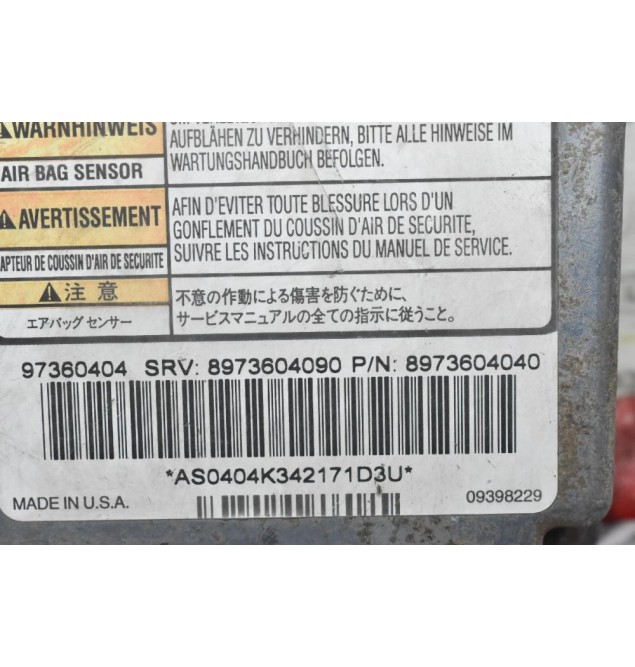 WARNHINWEIS
AUFBLÄHEN ZU VERHINDERN, BITTE ALLE HINWEISE IM
WARTUNGSHANDBUCH BEFOLGEN.
AIR BAG SENSOR
AVERTISSEMENT
AFIN D'EVITER TOUTE BLESSURE LORS D'UN
GONFLEMENT DU COUSSIN D'AIR DE SECURITE,
SUIVRE LES INSTRUCTIONS DU MANUEL DE SERVICE.
APTEUR DE COUSSIN D'AIR DE SECURITE
注 意
不意の作動による傷害を防ぐために、
サービスマニュアルの全ての指示に従うこと。
エアバッグ センサー
97360404 SRV: 8973604090 P/N: 8973604040
*AS0404K342171D3U*
MADE IN U.S.A.
09398229